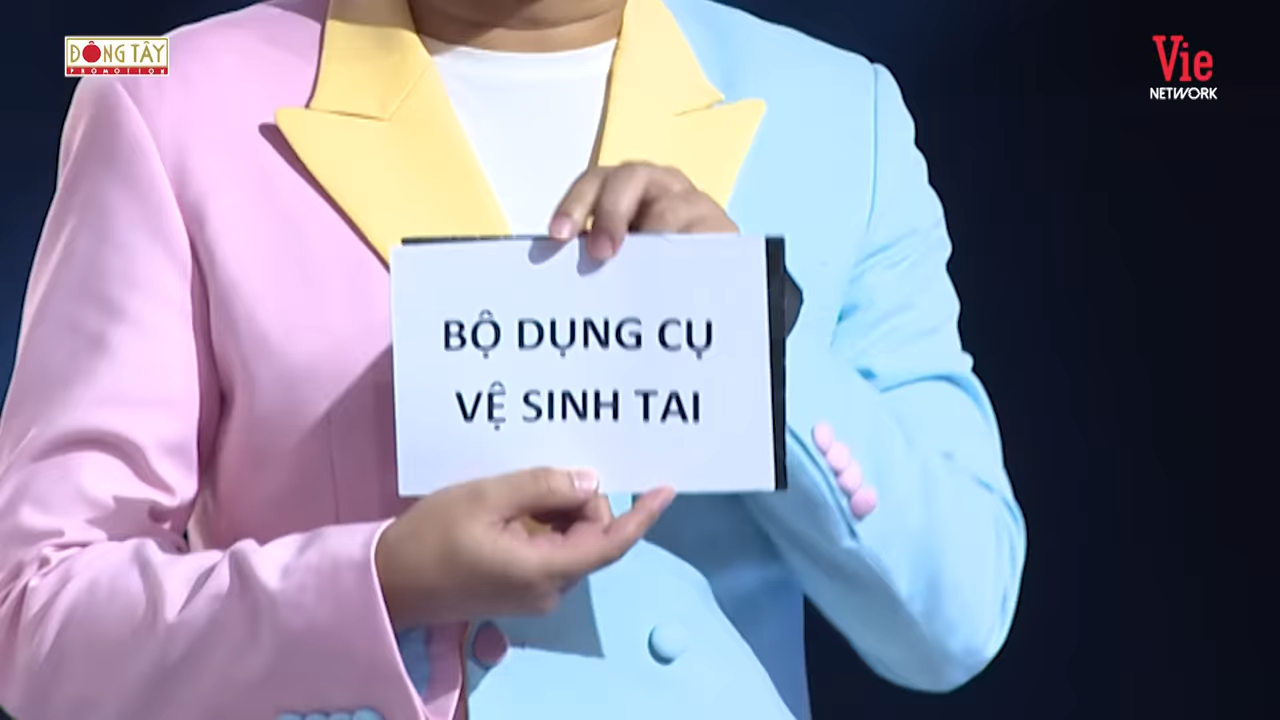 ĐÔNG TÂY
PROMOTION
Vie
NETWORK
BỘ DỤNG CỤ
VỆ SINH TAI